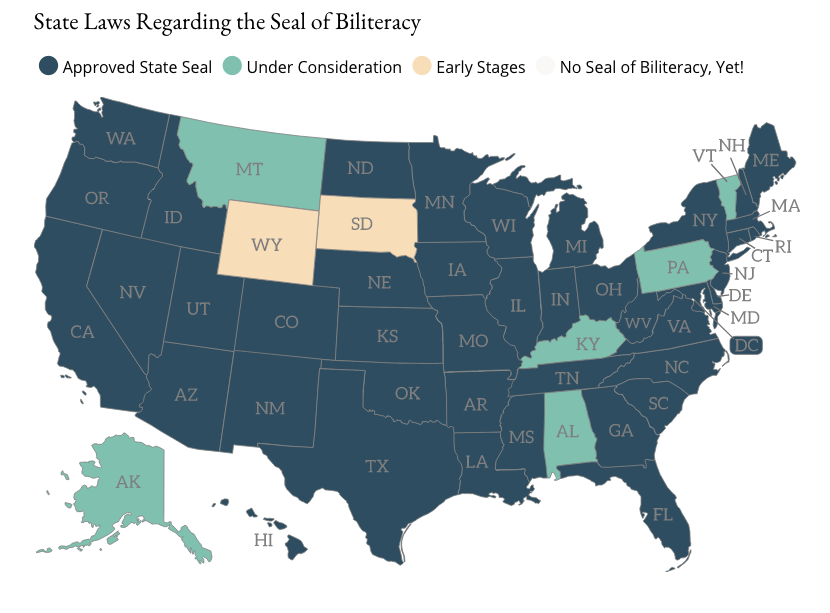 State Laws Regarding the Seal of Biliteracy
Approved State Seal Under Consideration Early Stages No Seal of Biliteracy, Yet!
WA
MT
ND
MN
VT
NH
ME
OR
ID
WY
SD
WI
MI
NY
MA
RI
CT
NV
UT
CO
NE
IA
IL
IN
OH
PA
NJ
DE
MD
DC
CA
AZ
NM
KS
MO
KY
WV
VA
OK
AR
TN
NC
SC
TX
LA
MS
AL
GA
FL
AK
HI